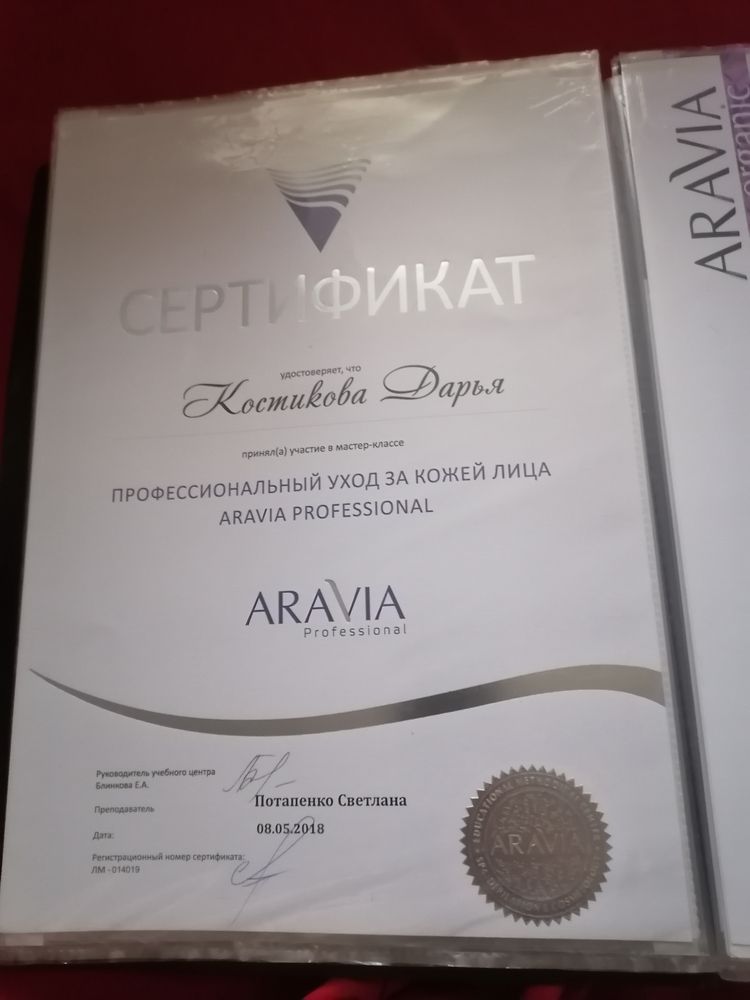 СЕРТИФИКАТ
удостоверяет, что
Костикова Дарья
принял(а) участие в мастер-классе
ПРОФЕССИОНАЛЬНЫЙ УХОД ЗА КОЖЕЙ ЛИЦА
ARAVIA PROFESSIONAL
ARAVIA
Professional
Руководитель учебного центра
Блинкова Е.А.
Преподаватель
Потапенко Светлана
Дата:
08.05.2018
Регистрационный номер сертификата:
ЛМ - 014019
ARAVIA
ARAVIA
organic